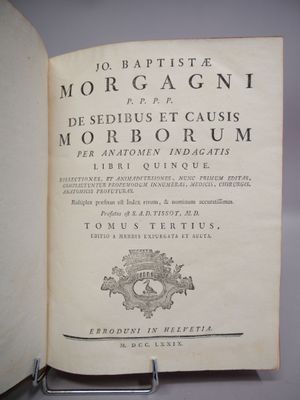 JO. BAPTISTÆ
MORGAGNI
P. P. P. P.
DE SEDIBUS ET CAUSIS
MORBORUM
PER ANATOMEN INDAGATIS
LIBRI QUINQUE.
DISSECTIONES, ET ANIMADVERSIONES, NUNC PRIMUM EDITAS,
COMPLECTUNTUR PROPEMODUM INNUMERAS, MEDICIS, CHIRURGIS,
ANATOMICIS PROFUTURAS.
Multiplex præfixus est Index rerum, & nominum accuratissimus.
Præfatus est S. A. D. TISSOT, M. D.
TOMUS TERTIUS,
EDITIO A MENDIS EXPURGATA ET AUCTA.
EBRODUNI IN HELVETIA.
M. DCC. LXXIX.